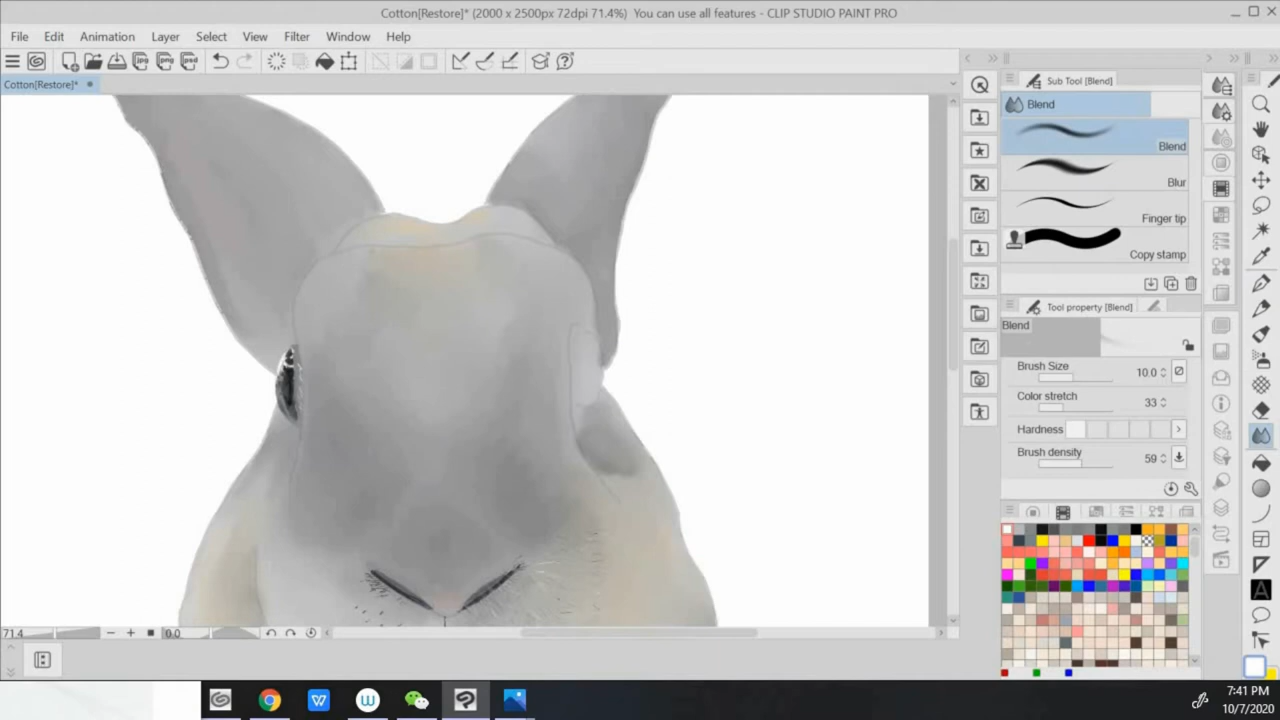 Cotton[Restore]* (2000 x 2500px 72dpi 71.4%) You can use all features - CLIP STUDIO PAINT PRO
File Edit Animation Layer Select View Filter Window Help
jpg png psd
Cotton[Restore]*
Sub Tool [Blend]
Blend
Blend
Blur
Finger tip
Copy stamp
Tool property [Blend]
Blend
Brush Size 10.0
Color stretch 33
Hardness
Brush density 59
A
71.4 0.0
7:41 PM
10/7/2020